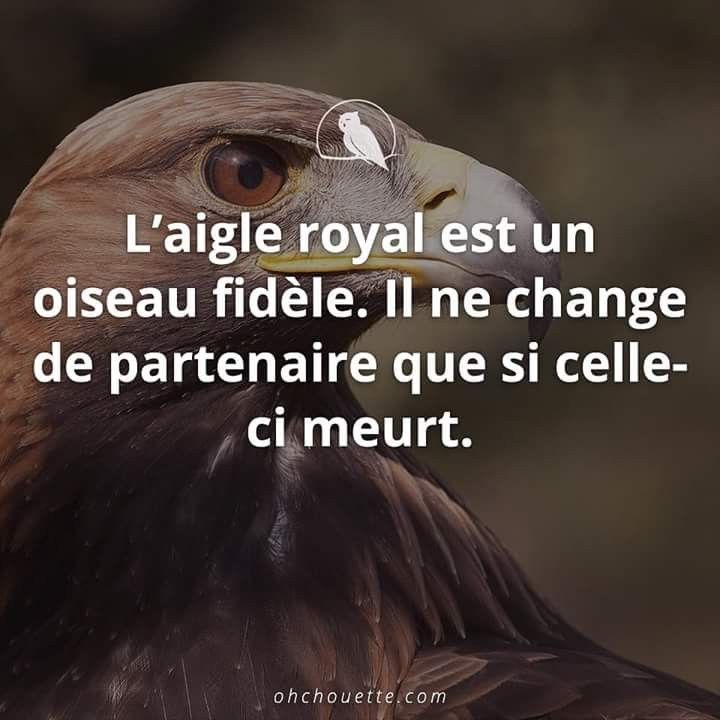 L’aigle royal est un
oiseau fidèle. Il ne change
de partenaire que si celle-
ci meurt.
ohchouette.com